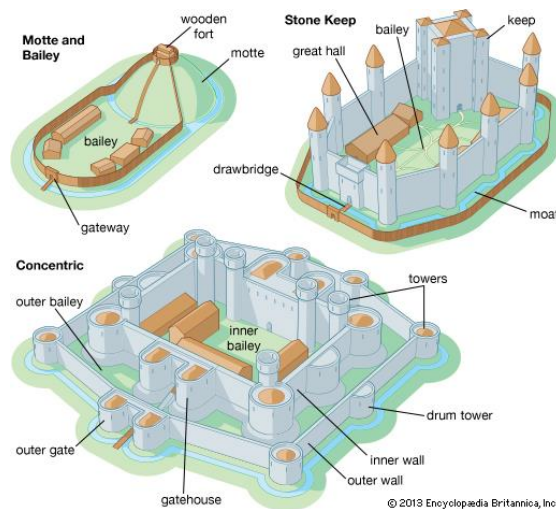 Motte and
Bailey
wooden
fort
motte
bailey
gateway
Stone Keep
bailey
keep
great hall
drawbridge
moat
Concentric
outer bailey
inner
bailey
towers
drum tower
inner wall
outer wall
outer gate
gatehouse
© 2013 Encyclopædia Britannica, Inc